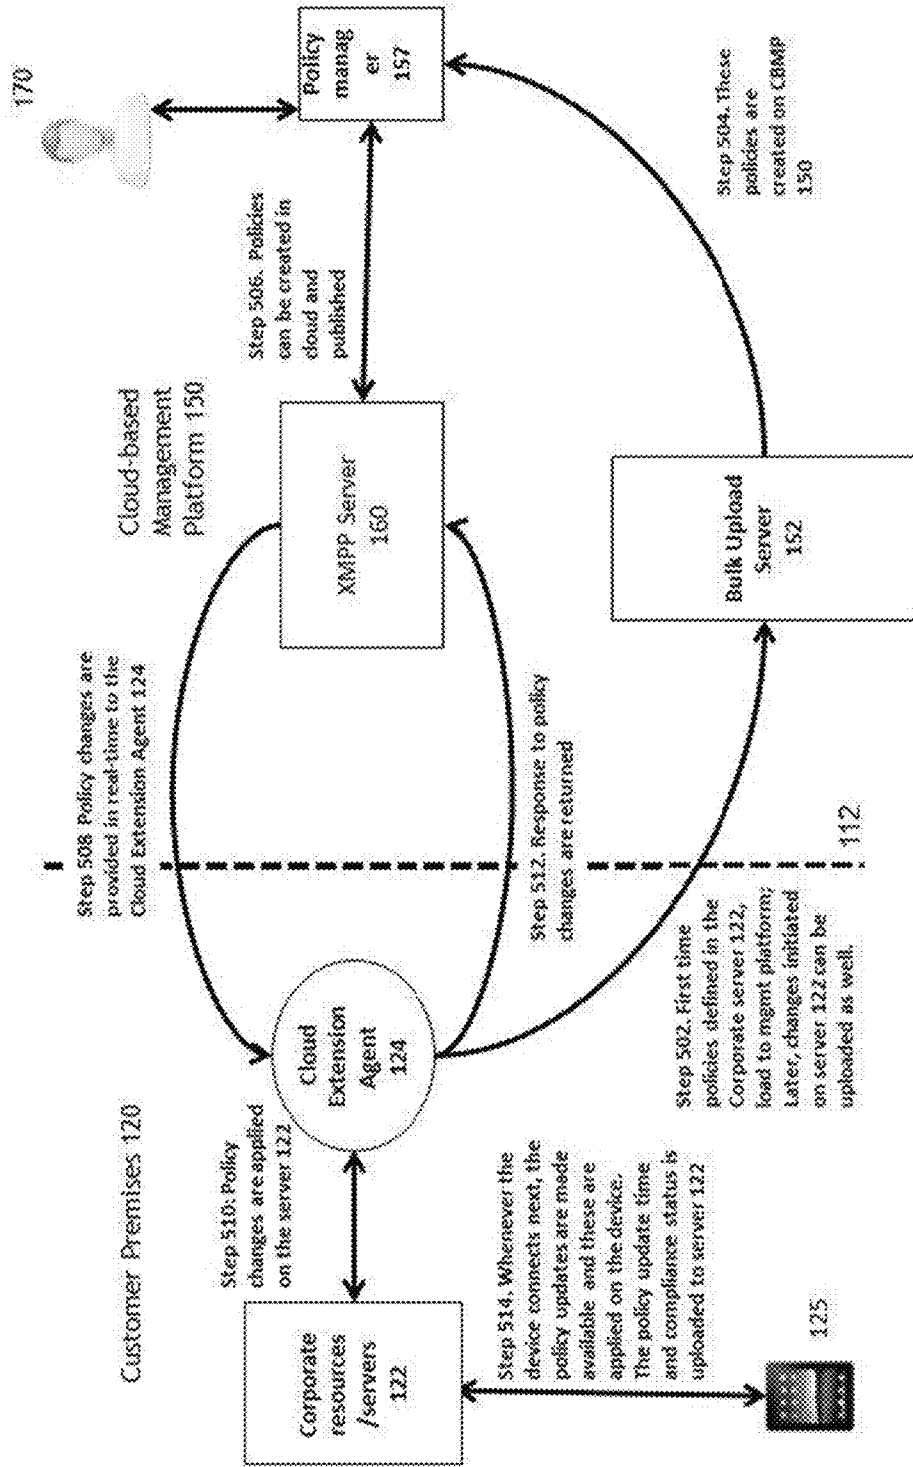 Customer Premises 120
Cloud-based
Management
Platform 150
170
Step 508 Policy changes are
provided in real-time to the
Cloud Extension Agent 124
Step 506. Policies
can be created in
cloud and
published
Policy
manag
er
157
Step 510: Policy
changes are applied
on the server 122
Corporate
resources
/servers
122
Cloud
Extension
Agent
124
XMPP Server
160
Step 512. Response to policy
changes are returned
Step 504. These
policies are
created on CBMP
150
Step 514. Whenever the
device connects next, the
policy updates are made
available and these are
applied on the device.
The policy update time
and compliance status is
uploaded to server 122
Step 502. First time
policies defined in the
Corporate server 122,
load to mgmt platform;
Later, changes initiated
on server 122 can be
uploaded as well.
Bulk Upload
Server
152
125
112